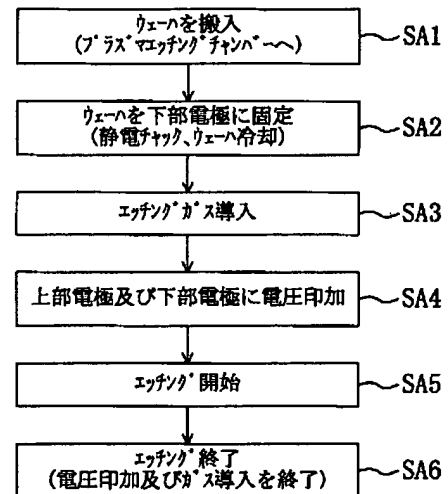 ウェーハを搬入
(プラズマエッチングチャンバーへ)
SA1
ウェーハを下部電極に固定
(静電チャック、ウェーハ冷却)
SA2
エッチングガス導入
SA3
上部電極及び下部電極に電圧印加
SA4
エッチング開始
SA5
エッチング終了
(電圧印加及びガス導入を終了)
SA6